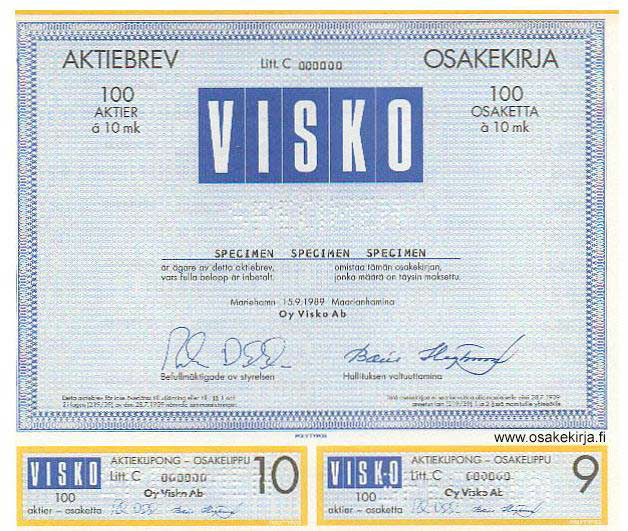 AKTIEBREV Litt. C 000000 OSAKEKIRJA
100 100
AKTIER OSAKETTA
á 10 mk à 10 mk
VISKO
SPECIMEN
SPECIMEN SPECIMEN SPECIMEN
är ägare av detta aktiebrev, omistaa tämän osakekirjan,
vars fulla belopp är inbetalt. jonka määrä on täysin maksettu.
Mariehamn 15.9.1989 Maarianhamina
Oy Visko Ab
Befullmäktigade av styrelsen Hallituksen valtuuttamina
POLYTYPOS
www.osakekirja.fi
VISKO AKTIEKUPONG – OSAKELIPPU 10
Litt. C 000000
100 Oy Visko Ab
aktier – osaketta
VISKO AKTIEKUPONG – OSAKELIPPU 9
Litt. C 000000
100 Oy Visko Ab
aktier – osaketta